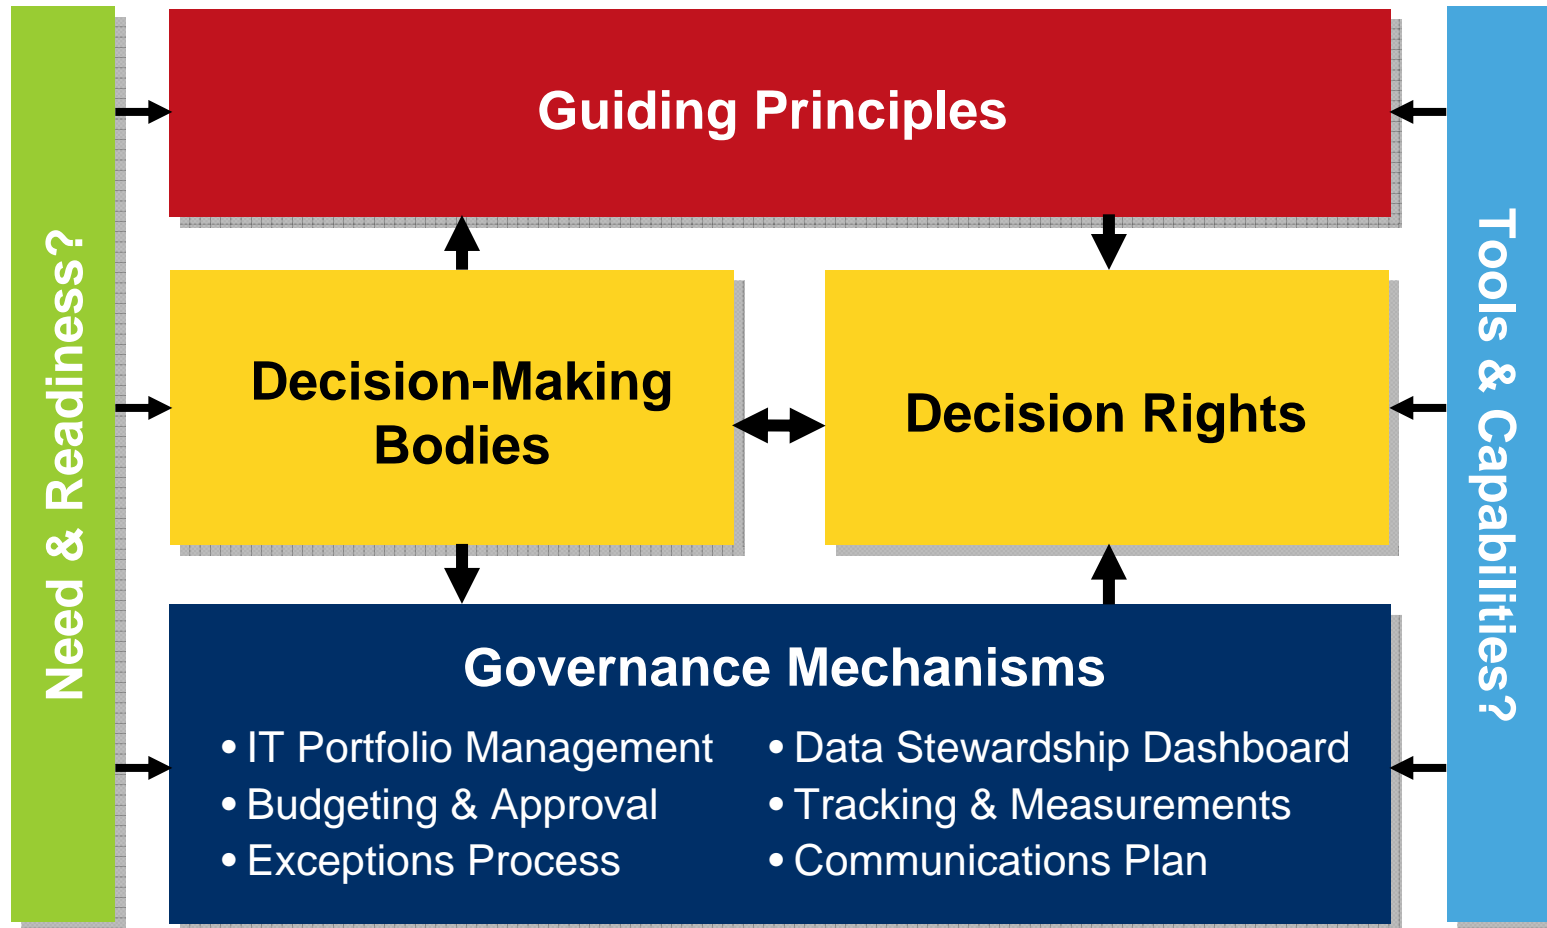 Need & Readiness?
Guiding Principles
Decision-Making
Bodies
Decision Rights
Governance Mechanisms
• IT Portfolio Management
• Budgeting & Approval
• Exceptions Process
• Data Stewardship Dashboard
• Tracking & Measurements
• Communications Plan
Tools & Capabilities?